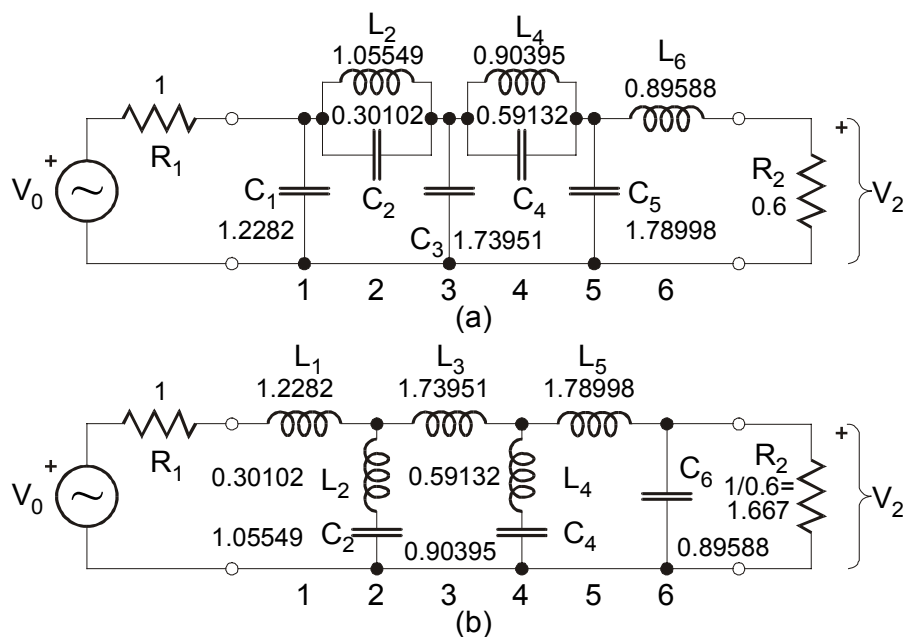 L2 L4
1.05549 0.90395 L6
1 0.89588
0.30102 0.59132
+ R1 +
V0 C1 C2 C4 C5 R2 V2
1.2282 C3 1.73951 1.78998 0.6
1 2 3 4 5 6
(a)
L1 L3 L5
1 1.2282 1.73951 1.78998
+ R1 +
V0 0.30102 L2 0.59132 L4 C6 R2 V2
1/0.6=
1.667
1.05549 C2 0.90395 C4 0.89588
1 2 3 4 5 6
(b)